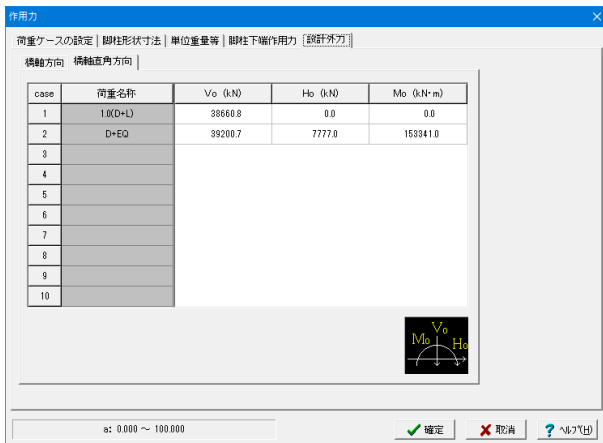 作用力
荷重ケースの設定 脚柱形状寸法 単位重量等 脚柱下端作用力 設計外力
橋軸方向 橋軸直角方向
case 荷重名称 Vo (kN) Ho (kN) Mo (kN・m)
1 1.0(D+L) 38660.8 0.0 0.0
2 D+EQ 39200.7 7777.0 153341.0
3
4
5
6
7
8
9
10
Vo
Mo Ho
a: 0.000 ～ 100.000 確定 取消 ? ヘルプ(H)